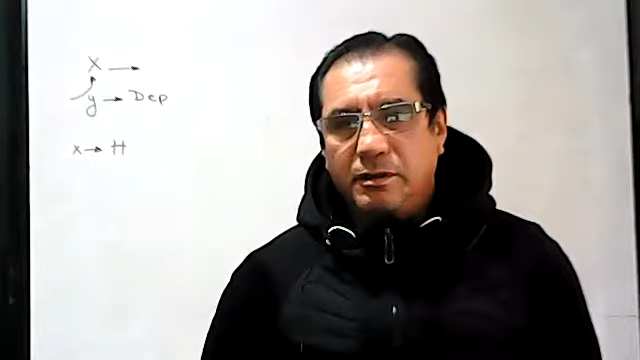 X →
y → Dep
x → H